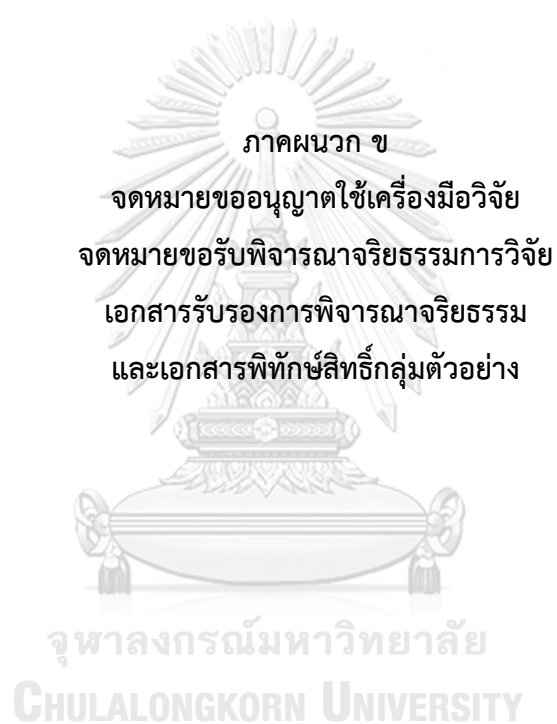 ภาคผนวก ข
จดหมายขออนุญาตใช้เครื่องมือวิจัย
จดหมายขอรับพิจารณาจริยธรรมการวิจัย
เอกสารรับรองการพิจารณาจริยธรรม
และเอกสารพิทักษ์สิทธิ์กลุ่มตัวอย่าง
จุฬาลงกรณ์มหาวิทยาลัย
CHULALONGKORN UNIVERSITY